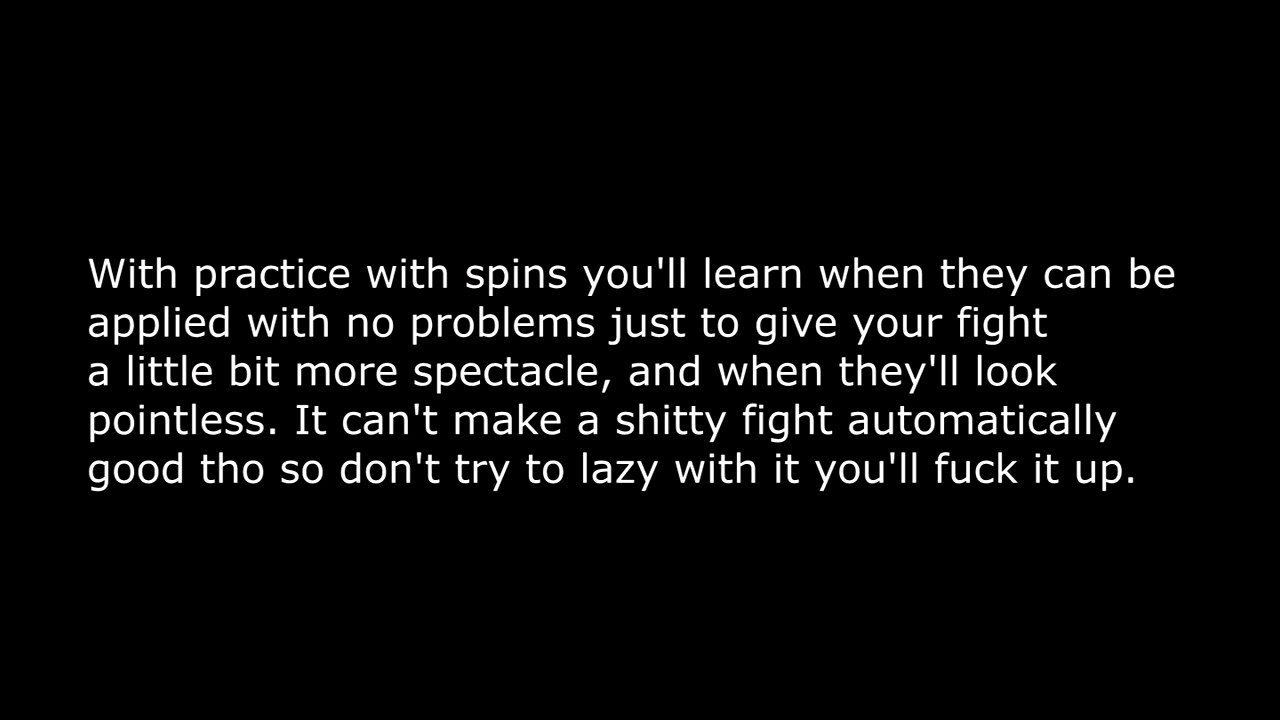 With practice with spins you'll learn when they can be
applied with no problems just to give your fight
a little bit more spectacle, and when they'll look
pointless. It can't make a shitty fight automatically
good tho so don't try to lazy with it you'll fuck it up.